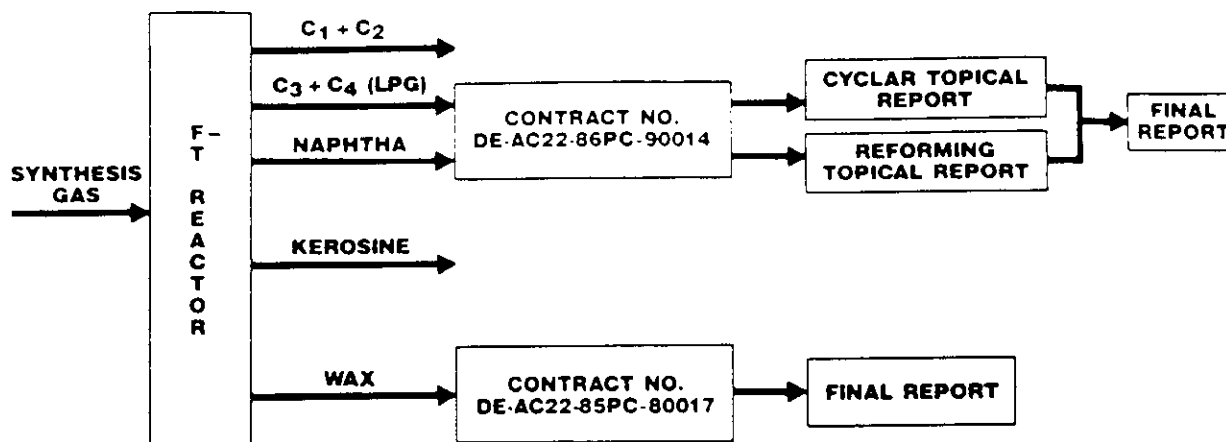 SYNTHESIS
GAS
F-T REACTOR
C1 + C2
C3 + C4 (LPG)
NAPHTHA
KEROSINE
WAX
CONTRACT NO.
DE-AC22-86PC-90014
CYCLAR TOPICAL
REPORT
REFORMING
TOPICAL REPORT
FINAL
REPORT
CONTRACT NO.
DE-AC22-85PC-80017
FINAL REPORT